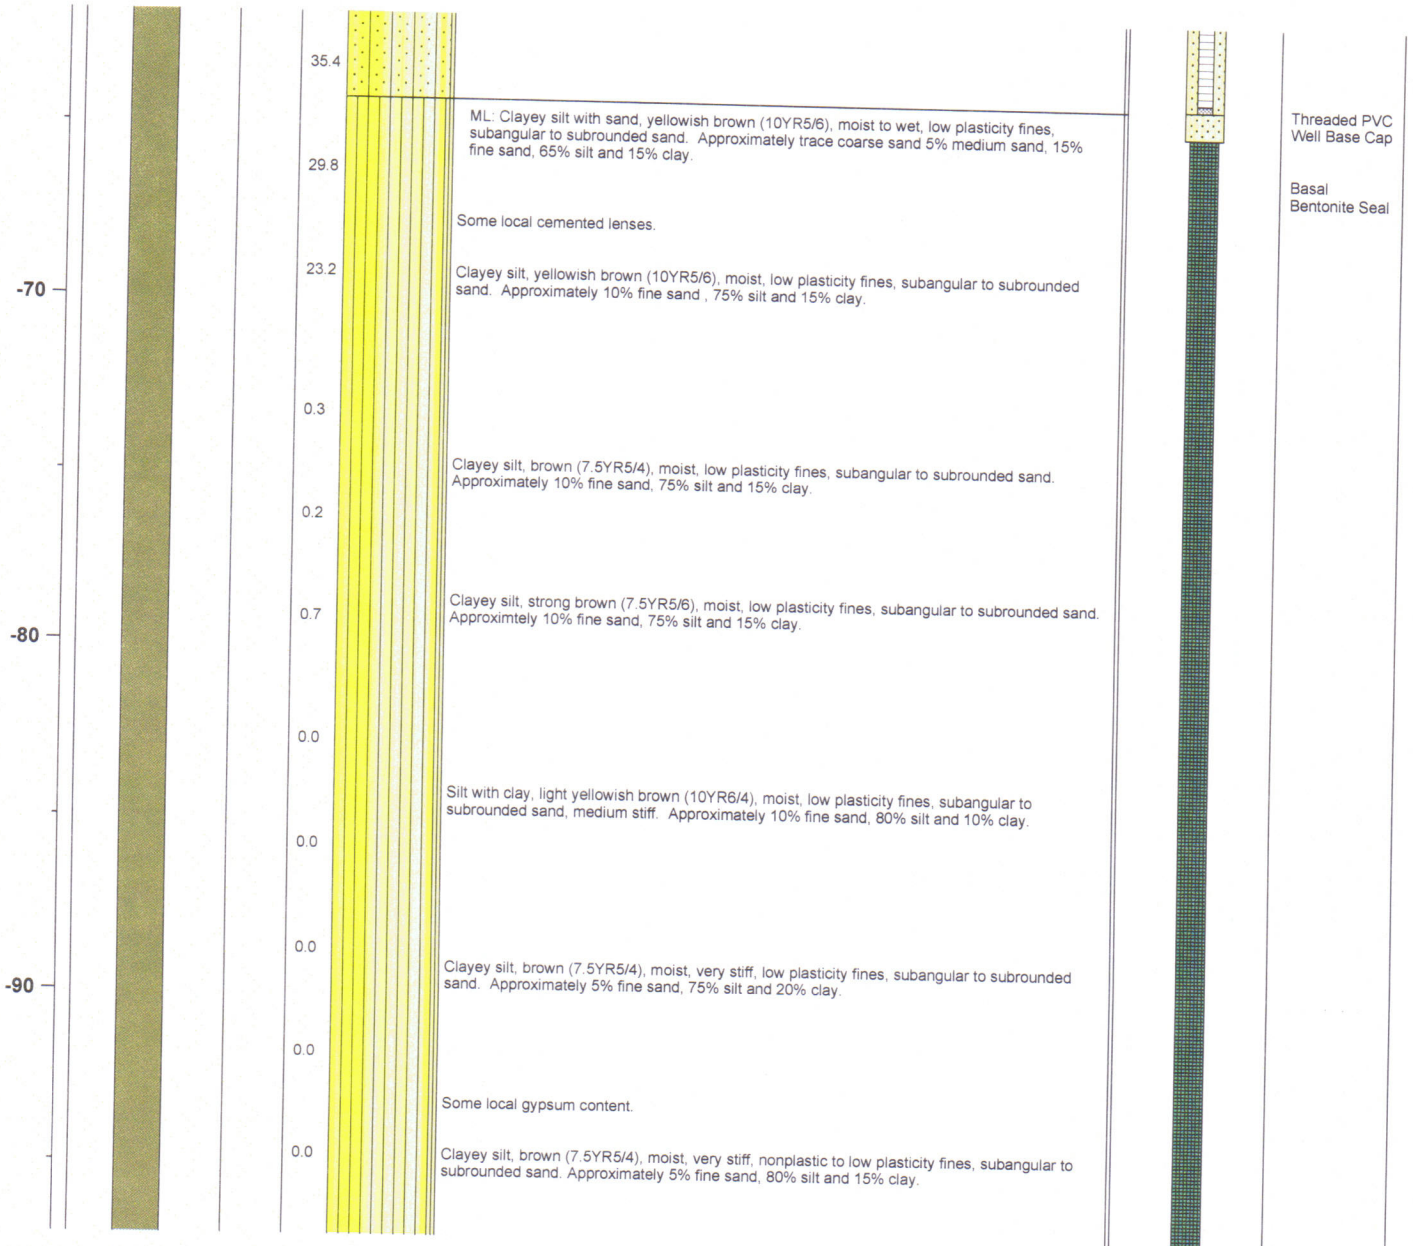 35.4
ML: Clayey silt with sand, yellowish brown (10YR5/6), moist to wet, low plasticity fines,
subangular to subrounded sand. Approximately trace coarse sand 5% medium sand, 15%
fine sand, 65% silt and 15% clay.
Threaded PVC
Well Base Cap
29.8
Basal
Bentonite Seal
Some local cemented lenses.
23.2
-70
Clayey silt, yellowish brown (10YR5/6), moist, low plasticity fines, subangular to subrounded
sand. Approximately 10% fine sand , 75% silt and 15% clay.
0.3
Clayey silt, brown (7.5YR5/4), moist, low plasticity fines, subangular to subrounded sand.
Approximately 10% fine sand, 75% silt and 15% clay.
0.2
0.7
Clayey silt, strong brown (7.5YR5/6), moist, low plasticity fines, subangular to subrounded sand.
Approximtely 10% fine sand, 75% silt and 15% clay.
-80
0.0
Silt with clay, light yellowish brown (10YR6/4), moist, low plasticity fines, subangular to
subrounded sand, medium stiff. Approximately 10% fine sand, 80% silt and 10% clay.
0.0
0.0
Clayey silt, brown (7.5YR5/4), moist, very stiff, low plasticity fines, subangular to subrounded
sand. Approximately 5% fine sand, 75% silt and 20% clay.
-90
0.0
Some local gypsum content.
0.0
Clayey silt, brown (7.5YR5/4), moist, very stiff, nonplastic to low plasticity fines, subangular to
subrounded sand. Approximately 5% fine sand, 80% silt and 15% clay.